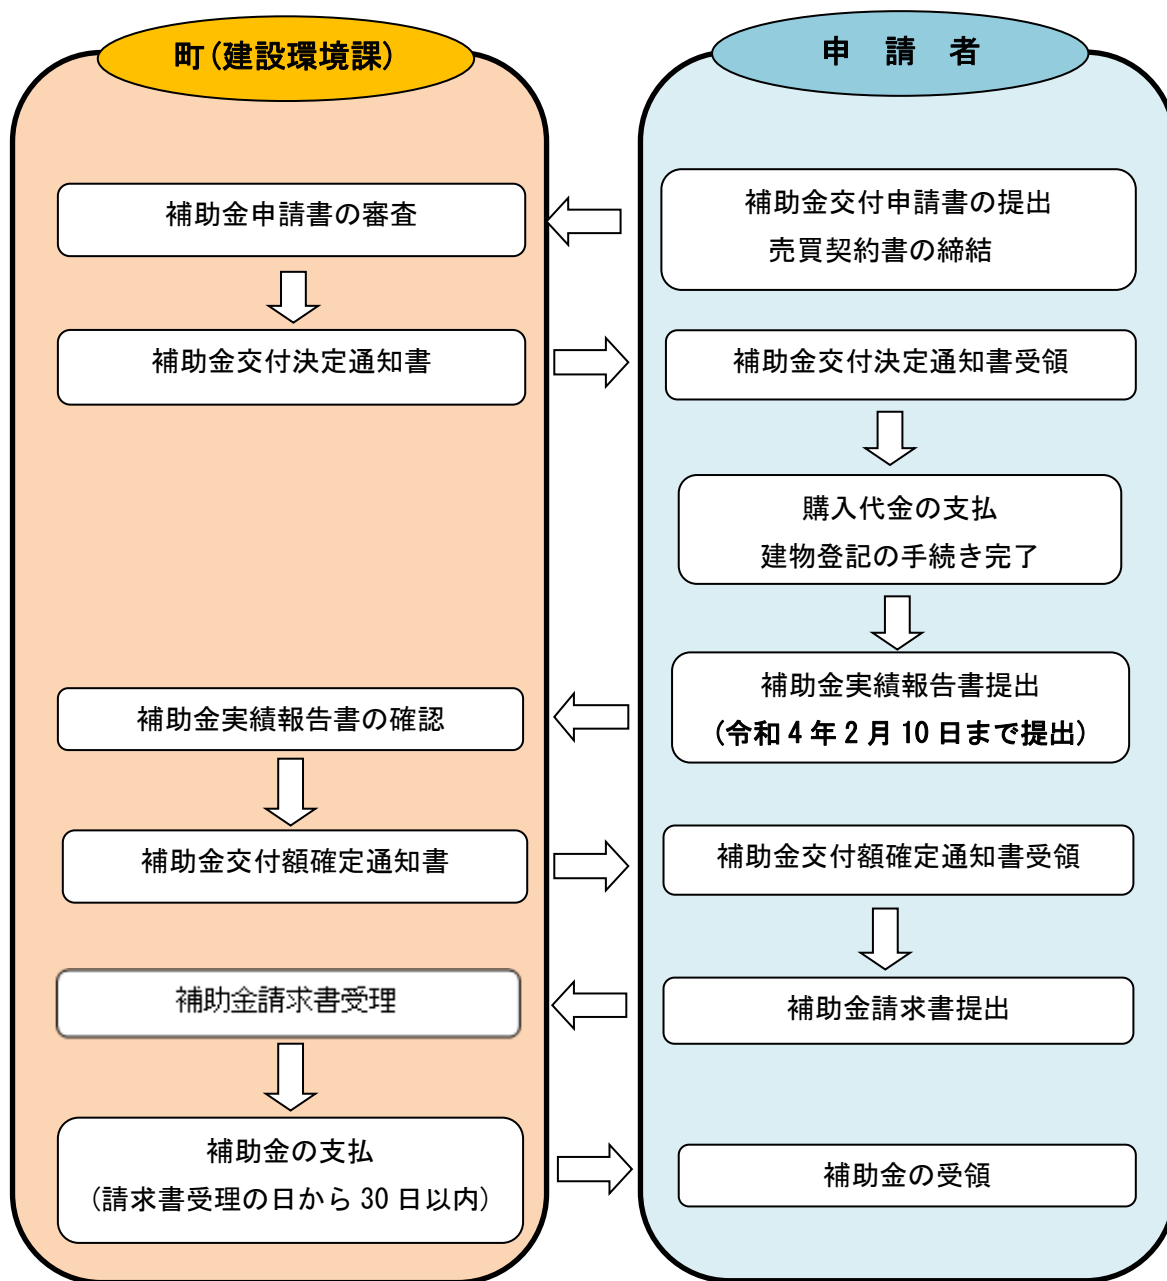 町(建設環境課)
申請者
補助金交付申請書の提出
売買契約書の締結
補助金申請書の審査
補助金交付決定通知書
補助金交付決定通知書受領
購入代金の支払
建物登記の手続き完了
補助金実績報告書提出
(令和4年2月10日まで提出)
補助金実績報告書の確認
補助金交付額確定通知書
補助金交付額確定通知書受領
補助金請求書提出
補助金請求書受理
補助金の支払
(請求書受理の日から30日以内)
補助金の受領